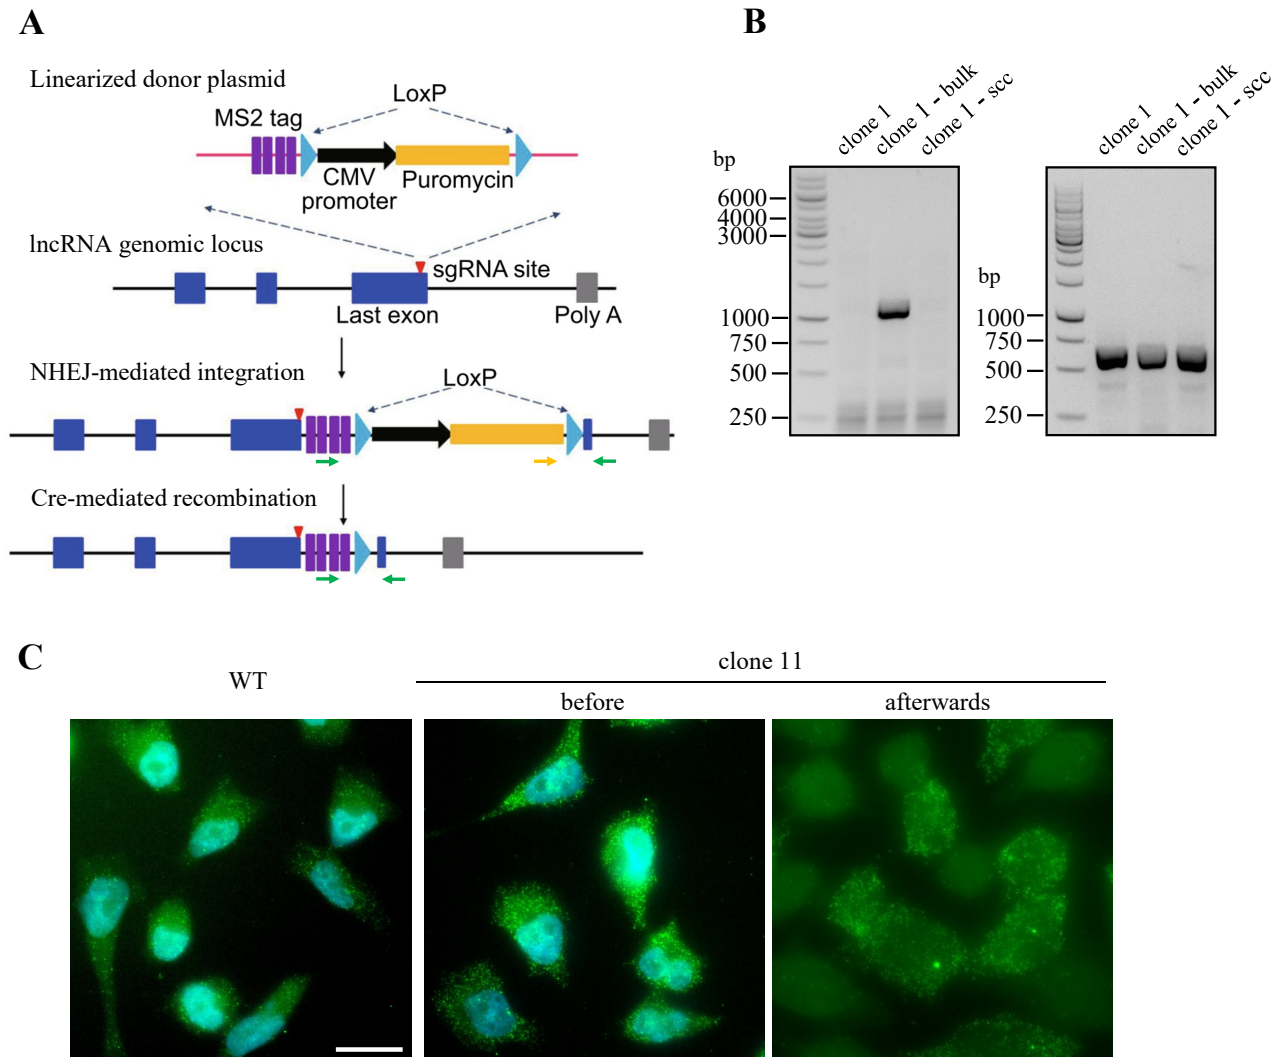 A
Linearized donor plasmid
LoxP
MS2 tag
CMV
promoter
Puromycin
lncRNA genomic locus
sgRNA site
Last exon
Poly A
NHEJ-mediated integration
LoxP
Cre-mediated recombination
B
clone 1
clone 1 - bulk
clone 1 - scc
bp
6000
4000
3000
1000
750
500
250
clone 1
clone 1 - bulk
clone 1 - scc
bp
1000
750
500
250
C
WT
clone 11
before
afterwards